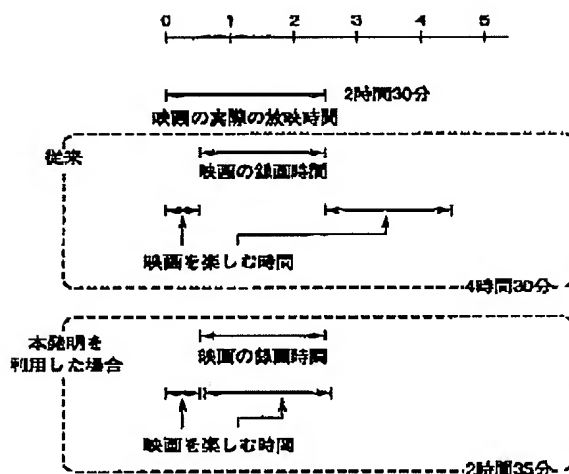 0 1 2 3 4 5
2時間30分
映画の実際の放映時間
従来
映画の録画時間
映画を楽しむ時間
4時間30分
本発明を
利用した場合
映画の録画時間
映画を楽しむ時間
2時間35分